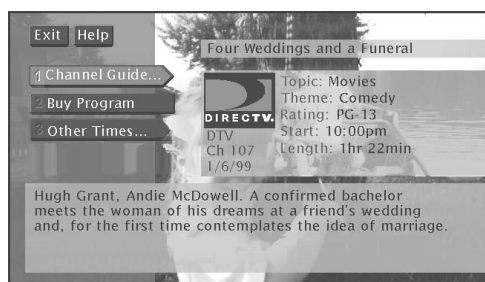 Exit Help
Four Weddings and a Funeral
1 Channel Guide...
2 Buy Program
3 Other Times...
DIRECTV.
DTV
Ch 107
1/6/99
Topic: Movies
Theme: Comedy
Rating: PG-13
Start: 10:00pm
Length: 1hr 22min
Hugh Grant, Andie McDowell. A confirmed bachelor
meets the woman of his dreams at a friend's wedding
and, for the first time contemplates the idea of marriage.